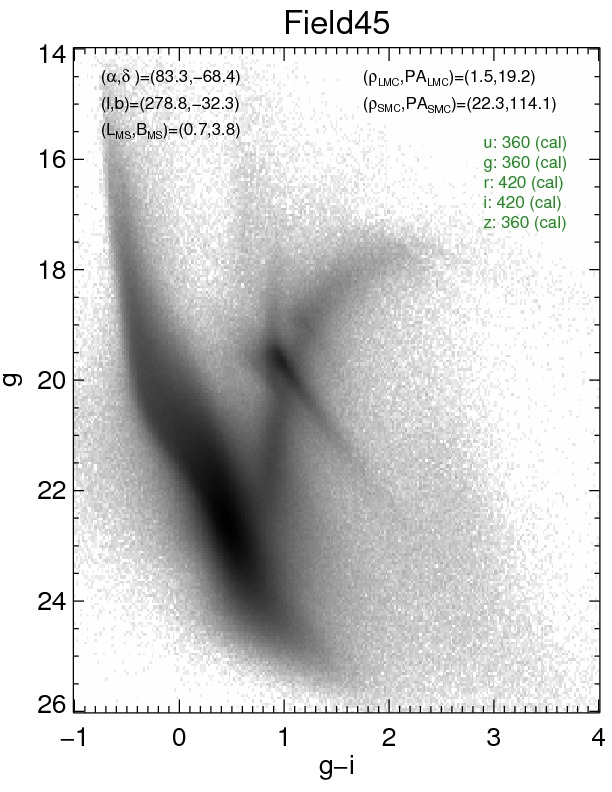 Field45
(α,δ )=(83.3,−68.4)
(ρLMC,PALMC)=(1.5,19.2)
(l,b)=(278.8,−32.3)
(ρSMC,PASMC)=(22.3,114.1)
(LMS,BMS)=(0.7,3.8)
u: 360 (cal)
g: 360 (cal)
r: 420 (cal)
i: 420 (cal)
z: 360 (cal)
14
16
18
20
22
24
26
g
−1 0 1 2 3 4
g−i